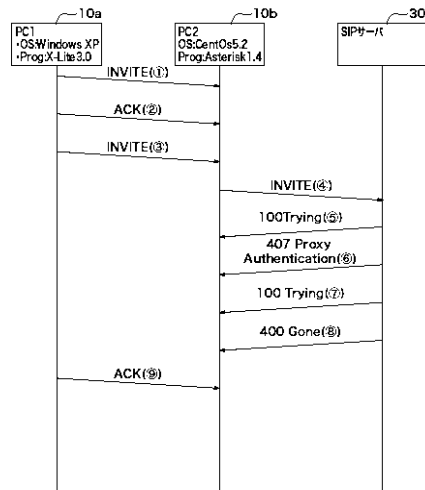 10a
10b
30
PC1
•OS:Windows XP
•Prog:X-Lite3.0
PC2
OS:CentOs5.2
Prog:Asterisk1.4
SIPサーバ
INVITE(①)
ACK(②)
INVITE(③)
INVITE(④)
100Trying(⑤)
407 Proxy
Authentication(⑥)
100 Trying(⑦)
400 Gone(⑧)
ACK(⑨)